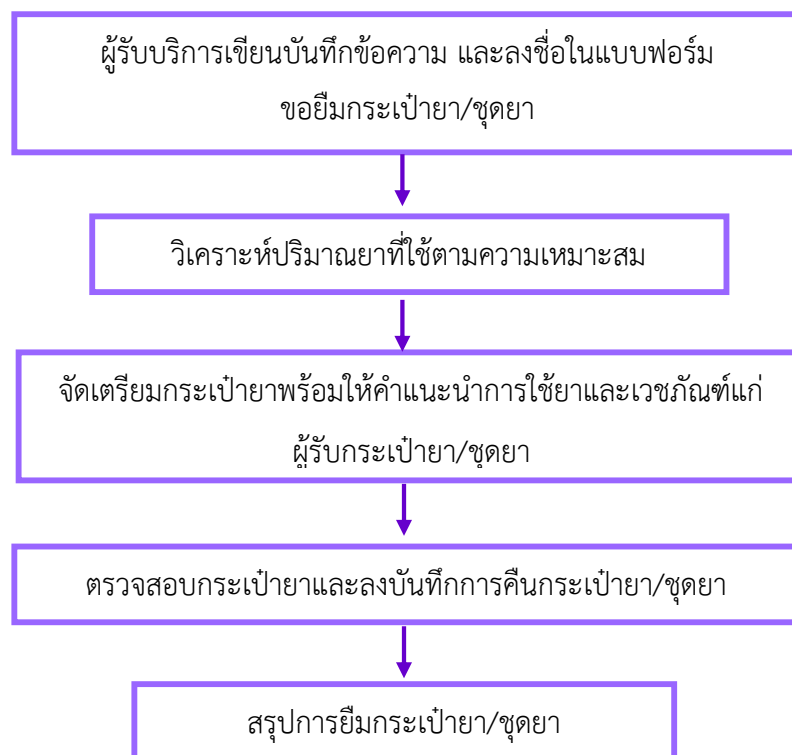 ผู้รับบริการเขียนบันทึกข้อความ และลงชื่อในแบบฟอร์ม
ขอยืมกระเป๋ายา/ชุดยา
วิเคราะห์ปริมาณยาที่ใช้ตามความเหมาะสม
จัดเตรียมกระเป๋ายาพร้อมให้คำแนะนำการใช้ยาและเวชภัณฑ์แก่
ผู้รับกระเป๋ายา/ชุดยา
ตรวจสอบกระเป๋ายาและลงบันทึกการคืนกระเป๋ายา/ชุดยา
สรุปการยืมกระเป๋ายา/ชุดยา